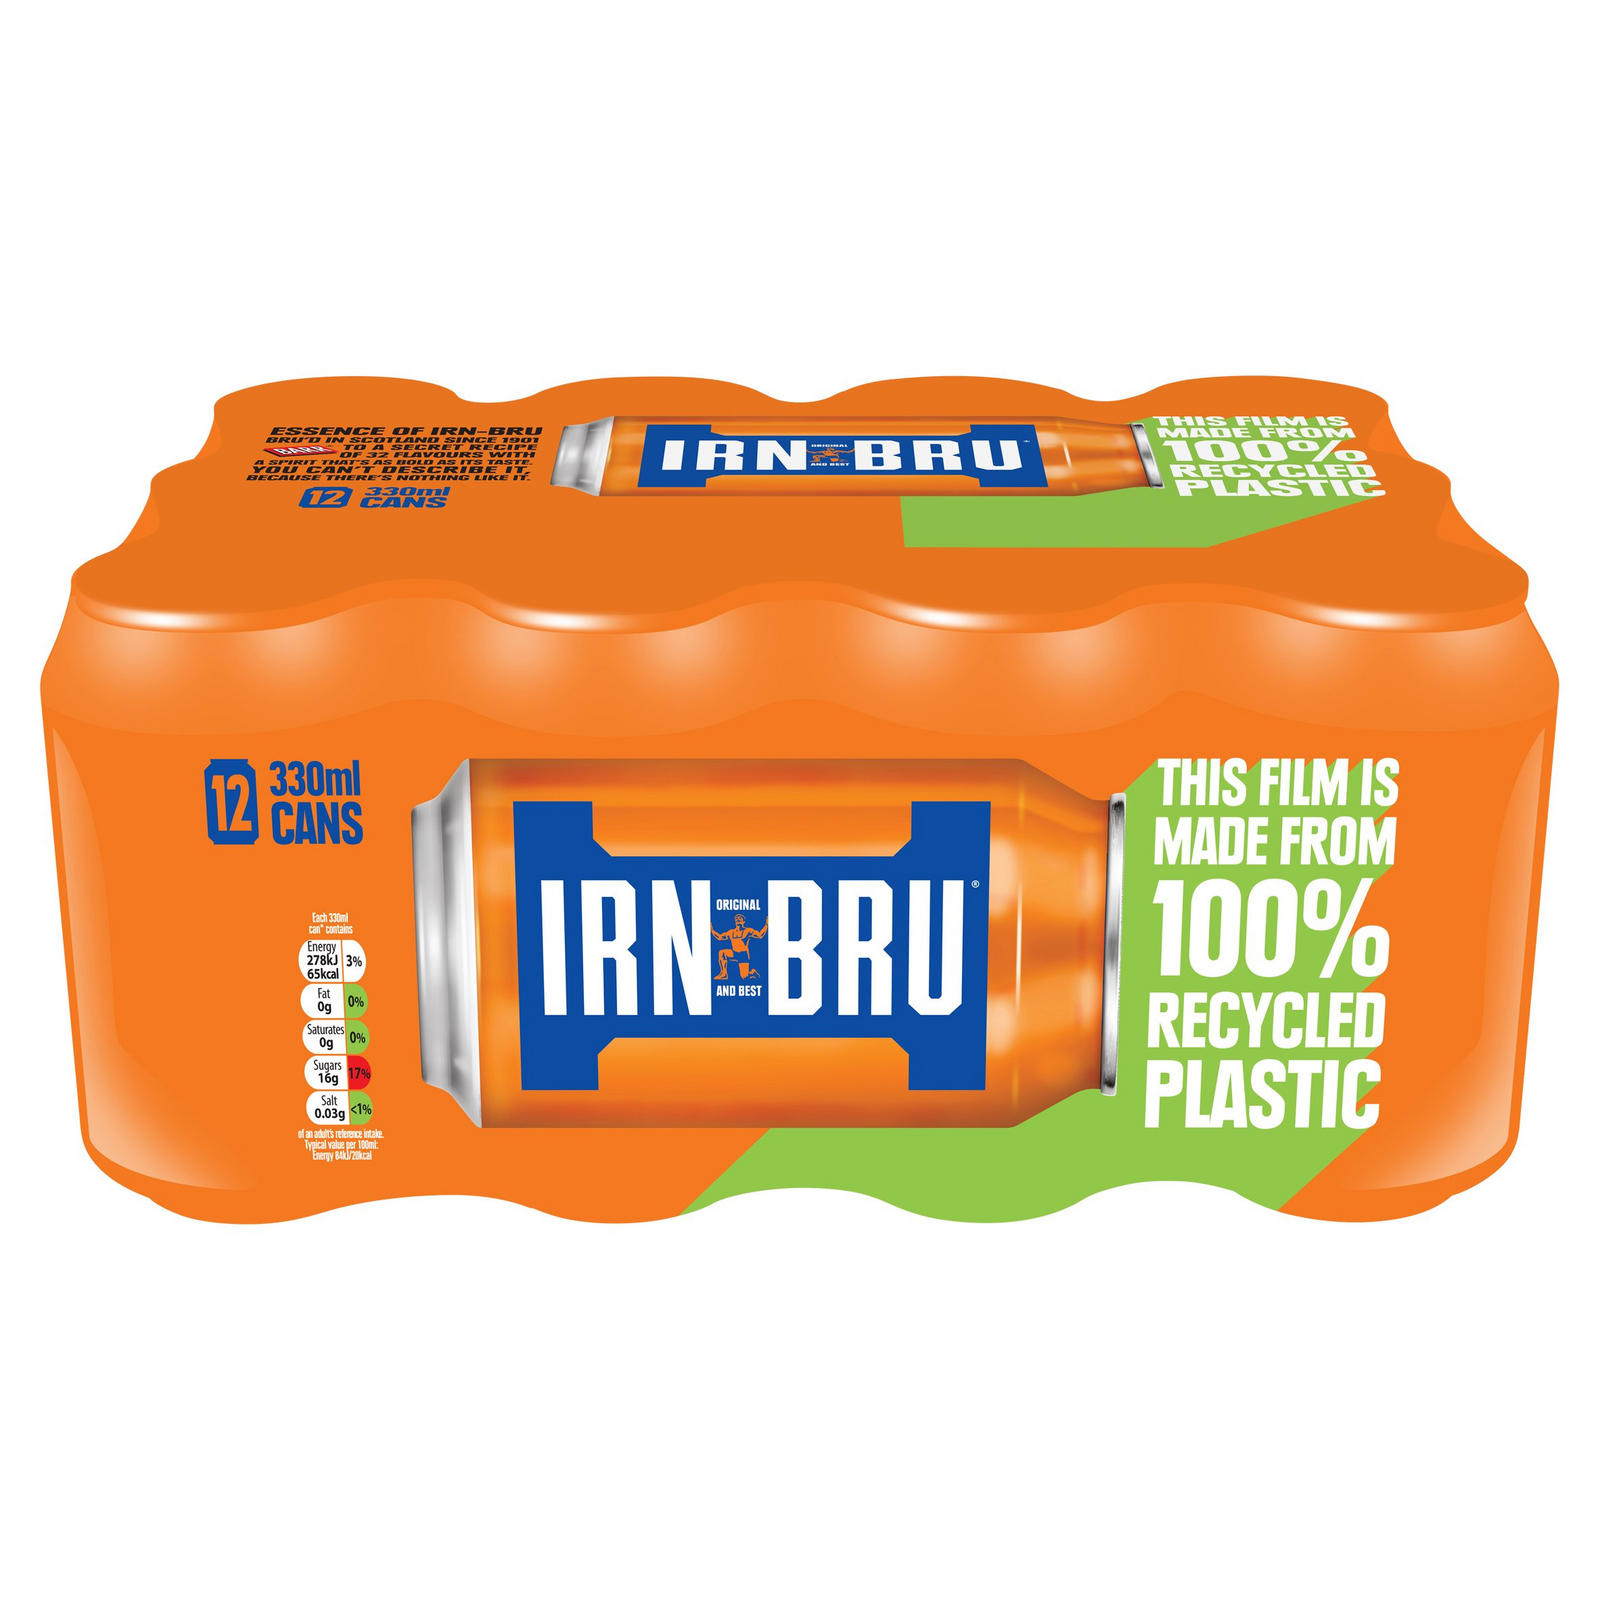 ESSENCE OF IRN-BRU
BRU'D IN SCOTLAND SINCE 1901
BARR TO A SECRET RECIPE
OF 32 FLAVOURS WITH
A SPIRIT THAT'S AS BOLD AS ITS TASTE.
YOU CAN'T DESCRIBE IT,
BECAUSE THERE'S NOTHING LIKE IT.
12 330ml
CANS
IRN-BRU
ORIGINAL
AND BEST
THIS FILM IS
MADE FROM
100%
RECYCLED
PLASTIC
12 330ml
CANS
Each 330ml
can* contains
Energy
278kJ
65kcal
3%
Fat
0g
0%
Saturates
0g
0%
Sugars
16g
17%
Salt
0.03g
<1%
of an adult's reference intake.
Typical value per 100ml:
Energy 84kJ/20kcal
IRN-BRU®
ORIGINAL
AND BEST
THIS FILM IS
MADE FROM
100%
RECYCLED
PLASTIC